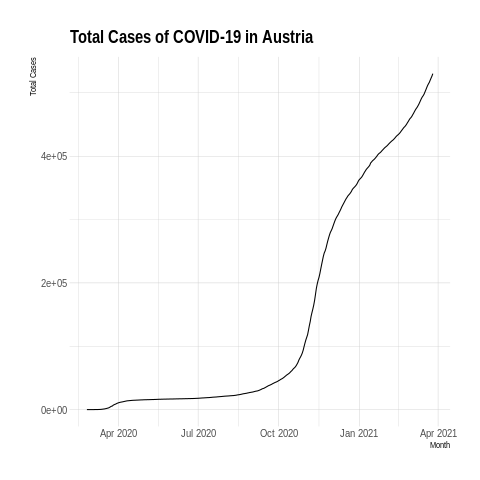 Total Cases of COVID-19 in Austria
Total Cases
4e+05
2e+05
0e+00
Apr 2020 Jul 2020 Oct 2020 Jan 2021 Apr 2021
Month